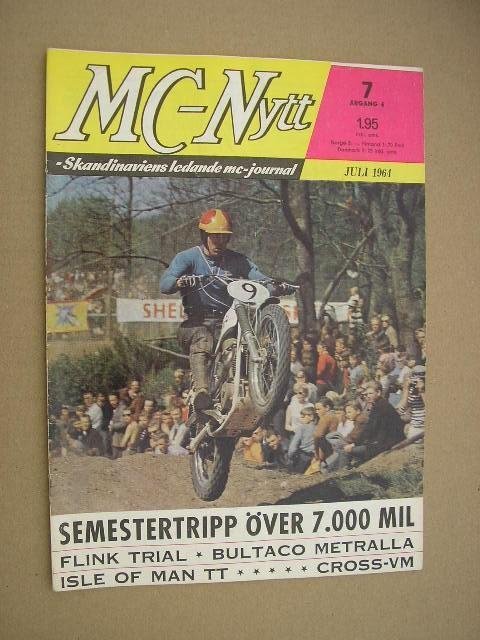 MC-Nytt
-Skandinaviens ledande mc-journal
7
ÅRGANG 4
1.95
JULI 1964
SHE
9
SEMESTERTRIPP ÖVER 7.000 MIL
FLINK TRIAL * BULTACO METRALLA
ISLE OF MAN TT * * * * * CROSS-VM